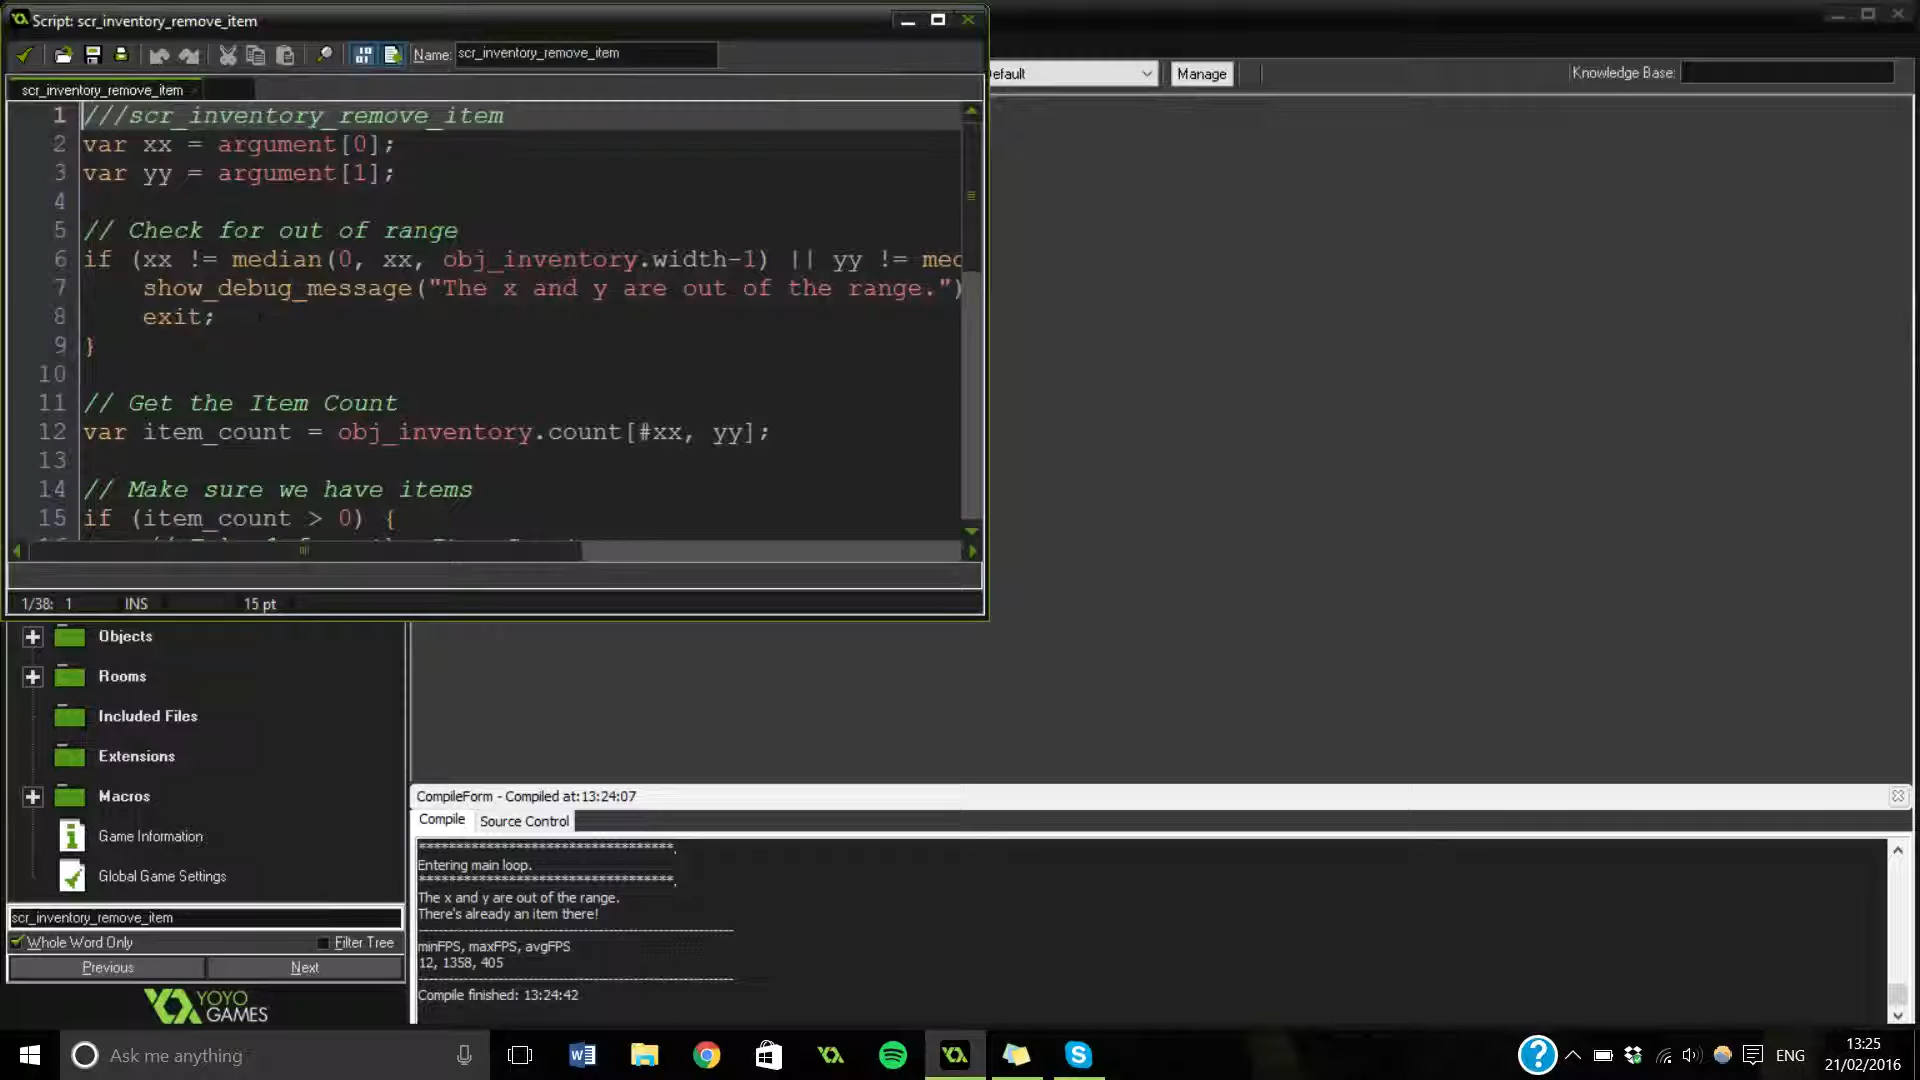 Script: scr_inventory_remove_item
Name: scr_inventory_remove_item
scr_inventory_remove_item
1 ///scr_inventory_remove_item
2 var xx = argument[0];
3 var yy = argument[1];
4
5 // Check for out of range
6 if (xx != median(0, xx, obj_inventory.width-1) || yy != med
7 show_debug_message("The x and y are out of the range.")
8 exit;
9 }
10
11 // Get the Item Count
12 var item_count = obj_inventory.count[#xx, yy];
13
14 // Make sure we have items
15 if (item_count > 0) {
1/38: 1 INS 15 pt
efault Manage Knowledge Base:
Objects
Rooms
Included Files
Extensions
Macros
Game Information
Global Game Settings
scr_inventory_remove_item
Whole Word Only Filter Tree
Previous Next
YOYO
GAMES
CompileForm - Compiled at:13:24:07
Compile Source Control
**********************************.
Entering main loop.
**********************************.
The x and y are out of the range.
There's already an item there!
minFPS, maxFPS, avgFPS
12, 1358, 405
Compile finished: 13:24:42
Ask me anything
ENG
13:25
21/02/2016